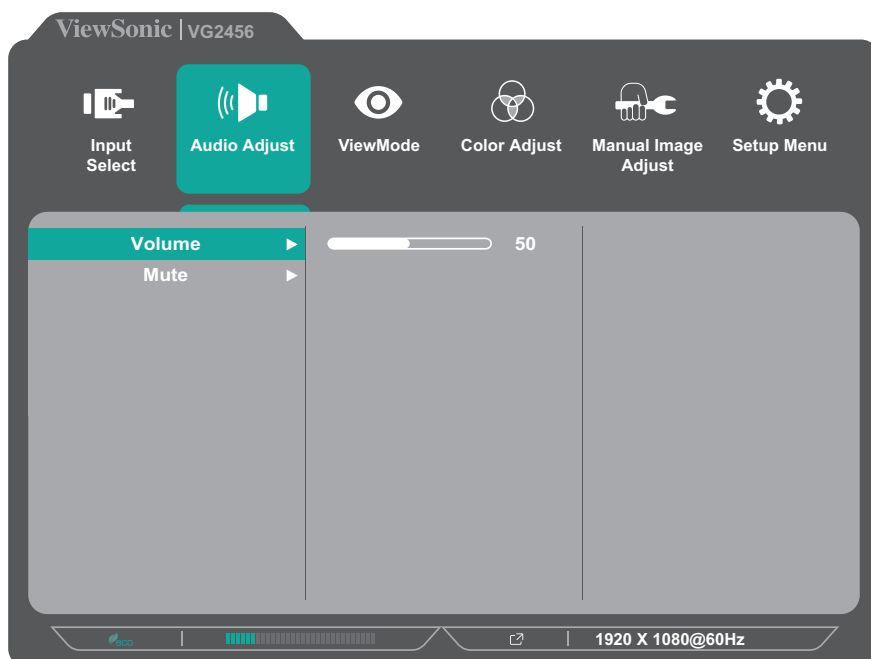 ViewSonic | VG2456
Input
Select
Audio Adjust
ViewMode
Color Adjust
Manual Image
Adjust
Setup Menu
Volume
50
Mute
eco
1920 X 1080@60Hz